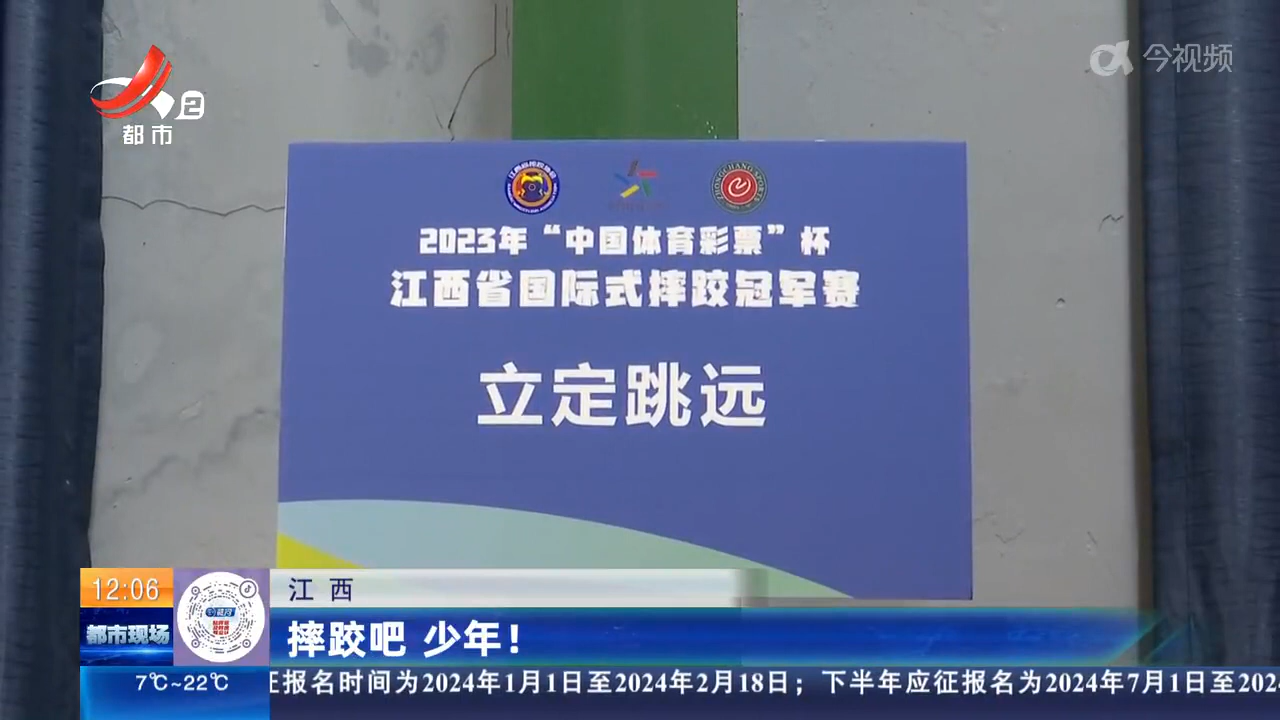 都市
2
今视频
2023年“中国体育彩票”杯
江西省国际式摔跤冠军赛
立定跳远
12:06
江西
都市现场
摔跤吧 少年！
7℃~22℃
征报名时间为2024年1月1日至2024年2月18日；下半年应征报名为2024年7月1日至202